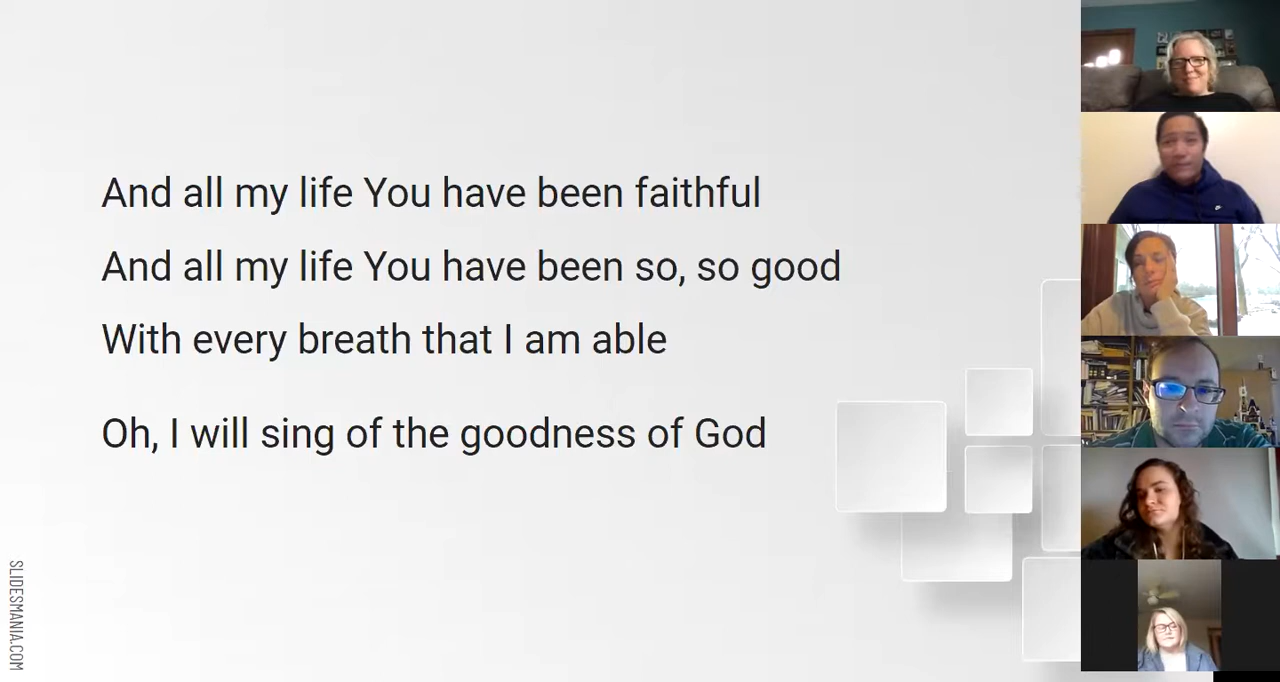 And all my life You have been faithful
And all my life You have been so, so good
With every breath that I am able
Oh, I will sing of the goodness of God
SLIDESMANIA.COM